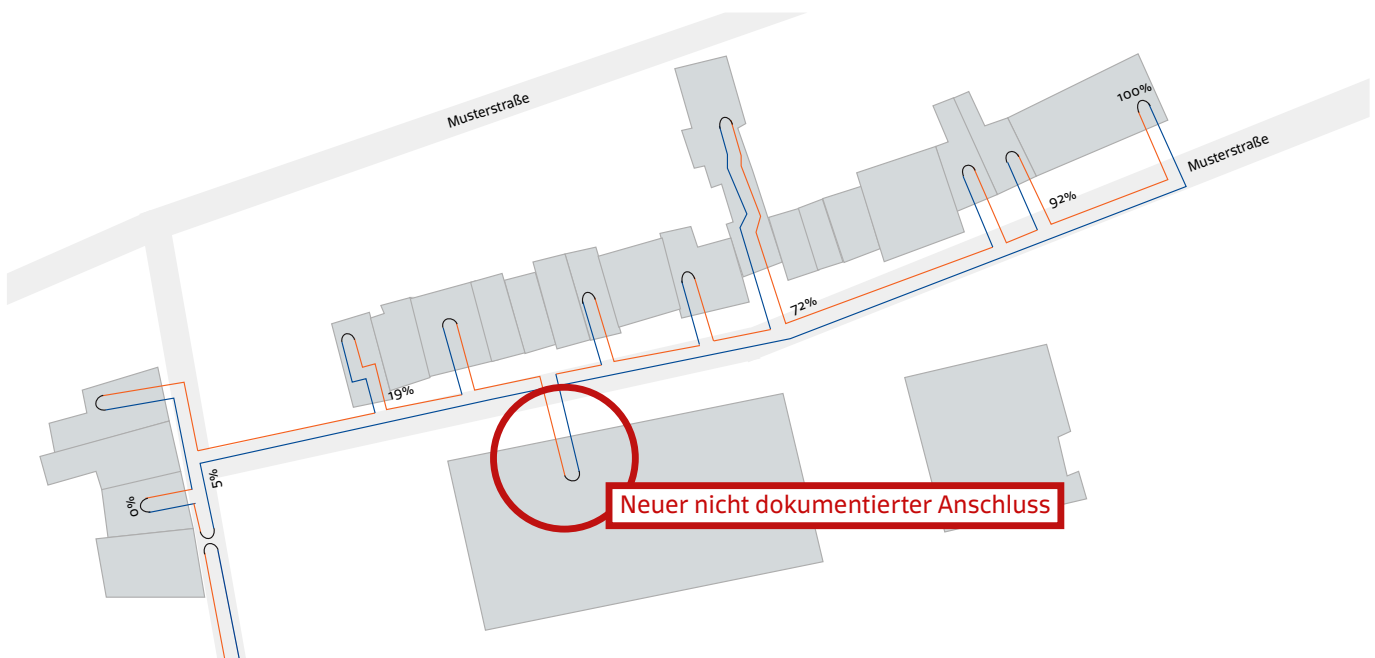 Musterstraße
100%
Musterstraße
92%
72%
19%
5%
0%
Neuer nicht dokumentierter Anschluss